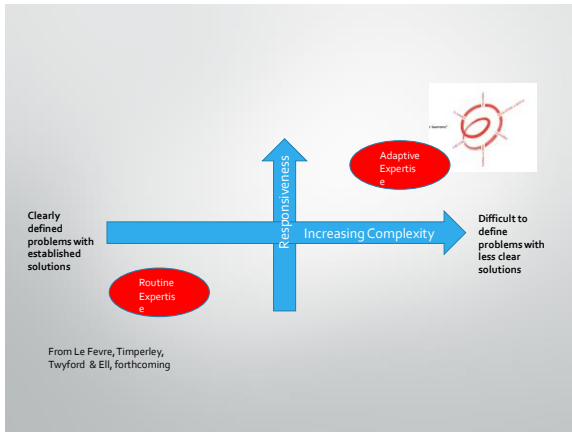 Adaptive
Expertis
e
Responsiveness
Clearly
defined
problems with
established
solutions
Increasing Complexity
Difficult to
define
problems with
less clear
solutions
Routine
Expertis
e
From Le Fevre, Timperley,
Twyford & Ell, forthcoming